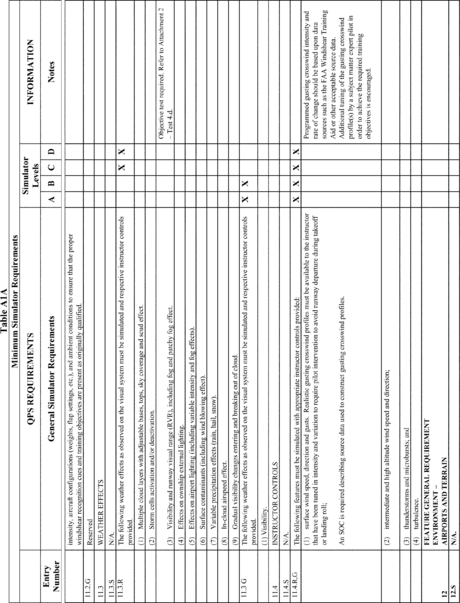 Table A1A
Minimum Simulator Requirements
QPS REQUIREMENTS
Simulator Levels
INFORMATION
Entry Number
General Simulator Requirements
A B C D
Notes
intensity, aircraft configurations (weights, flap settings, etc.), and ambient conditions to ensure that the proper
windshear recognition cues and training objectives are present as originally qualified.
11.2.G Reserved
11.3 WEATHER EFFECTS
11.3.S N/A.
11.3.R The following weather effects as observed on the visual system must be simulated and respective instructor controls
provided. X X
(1) Multiple cloud layers with adjustable bases, tops, sky coverage and scud effect.
(2) Storm cells activation and/or deactivation.
Objective test required. Refer to Attachment 2
– Test 4.d.
(3) Visibility and runway visual range (RVR), including fog and patchy fog effect.
(4) Effects on ownship external lighting.
(5) Effects on airport lighting (including variable intensity and fog effects).
(6) Surface contaminants (including wind blowing effect).
(7) Variable precipitation effects (rain, hail, snow).
(8) In-cloud airspeed effect.
(9) Gradual visibility changes entering and breaking out of cloud.
11.3.G The following weather effects as observed on the visual system must be simulated and respective instructor controls
provided. X X
(1) Visibility.
11.4 INSTRUCTOR CONTROLS
11.4.S N/A.
11.4.R,G The following features must be simulated with appropriate instructor controls provided: X X X X
(1) surface wind speed, direction and gusts. Realistic gusting crosswind profiles must be available to the instructor
that have been tuned in intensity and variation to require pilot intervention to avoid runway departure during takeoff
or landing roll;
An SOC is required describing source data used to construct gusting crosswind profiles.
Programmed gusting crosswind intensity and
rate of change should be based upon data
sources such as the FAA Windshear Training
Aid or other acceptable source data.
Additional tuning of the gusting crosswind
profile(s) by a subject matter expert pilot in
order to achieve the required training
objectives is encouraged.
(2) intermediate and high altitude wind speed and direction;
(3) thunderstorms and microbursts; and
(4) turbulence.
FEATURE GENERAL REQUIREMENT
ENVIRONMENT –
12 AIRPORTS AND TERRAIN
12.S N/A.